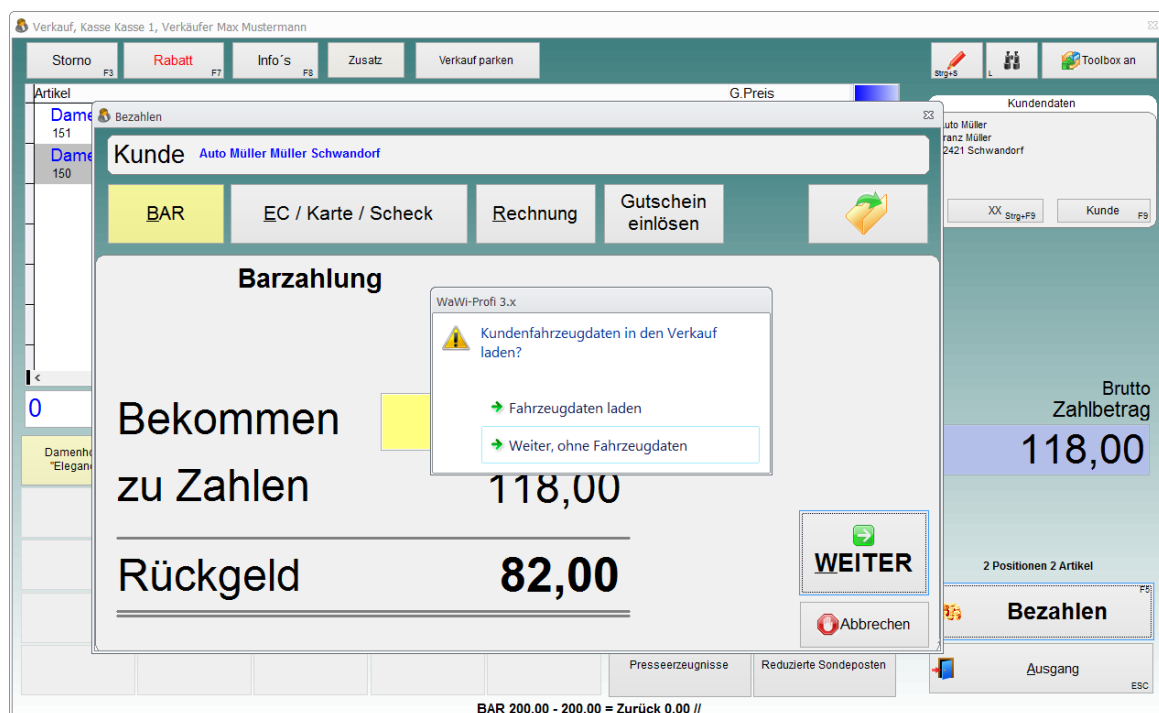 Verkauf, Kasse Kasse 1, Verkäufer Max Mustermann
Storno F3
Rabatt F7
Info´s F8
Zusatz
Verkauf parken
Strg+S
L
Toolbox an
Artikel G.Preis
Dame
151
Dame
150
Kundendaten
uto Müller
ranz Müller
2421 Schwandorf
XX Strg+F9
Kunde F9
Bezahlen
Kunde Auto Müller Müller Schwandorf
BAR
EC / Karte / Scheck
Rechnung
Gutschein
einlösen
Barzahlung
WaWi-Profi 3.x
Kundenfahrzeugdaten in den Verkauf
laden?
Fahrzeugdaten laden
Weiter, ohne Fahrzeugdaten
Bekommen
zu Zahlen 118,00
Rückgeld 82,00
WEITER
Abbrechen
0
Damenho
"Elegan
Brutto
Zahlbetrag
118,00
2 Positionen 2 Artikel
Bezahlen F5
Ausgang ESC
Presseerzeugnisse
Reduzierte Sondeposten
BAR 200,00 - 200,00 = Zurück 0,00 //